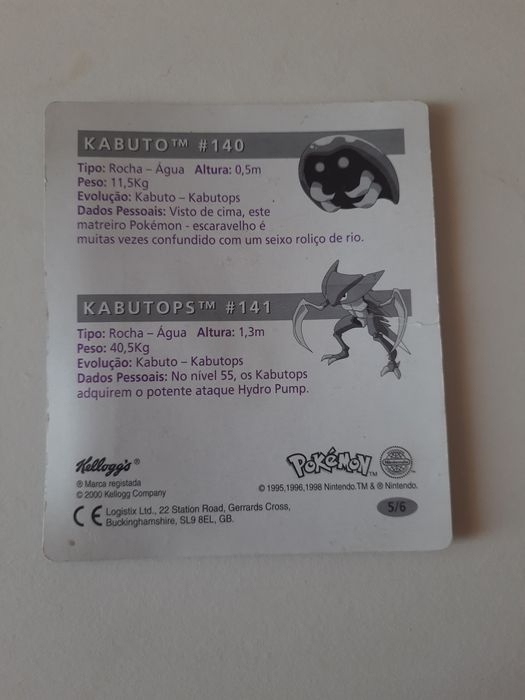 KABUTO™ #140
Tipo: Rocha – Água Altura: 0,5m
Peso: 11,5Kg
Evolução: Kabuto – Kabutops
Dados Pessoais: Visto de cima, este
matreiro Pokémon - escaravelho é
muitas vezes confundido com um seixo roliço de rio.
KABUTOPS™ #141
Tipo: Rocha – Água Altura: 1,3m
Peso: 40,5Kg
Evolução: Kabuto – Kabutops
Dados Pessoais: No nível 55, os Kabutops
adquirem o potente ataque Hydro Pump.
Kellogg's ®
® Marca registada
© 2000 Kellogg Company
POKéMON™
© 1995,1996,1998 Nintendo.TM & ® Nintendo.
CE Logistix Ltd., 22 Station Road, Gerrards Cross,
Buckinghamshire, SL9 8EL, GB.
5/6